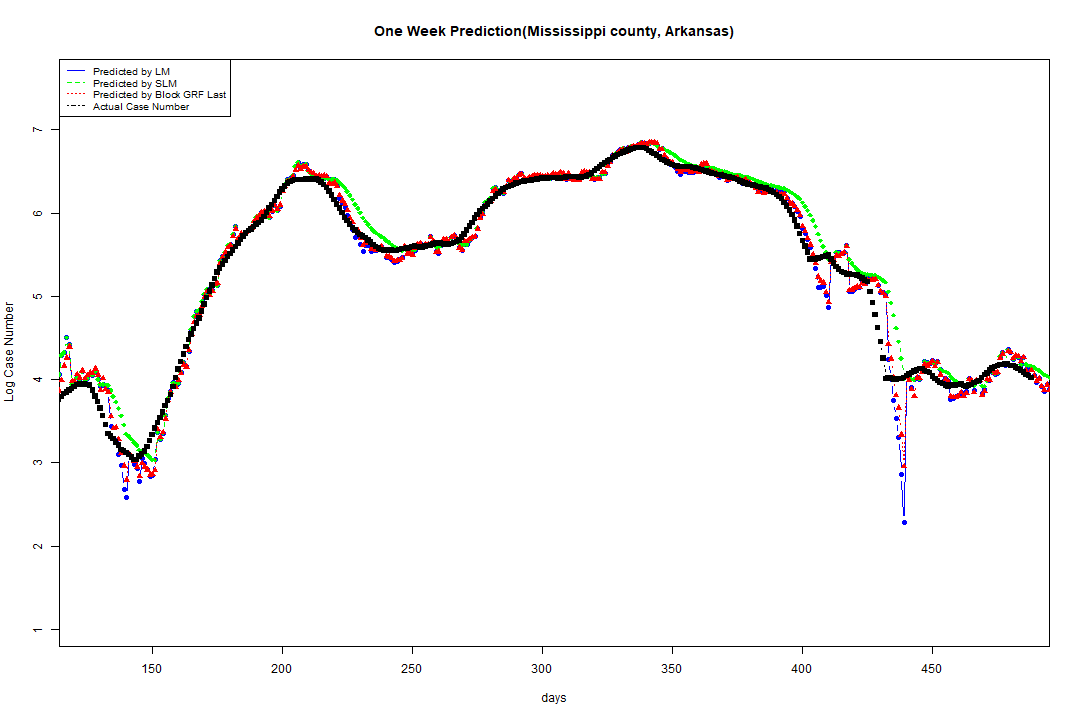 One Week Prediction(Mississippi county, Arkansas)
Predicted by LM
Predicted by SLM
Predicted by Block GRF Last
Actual Case Number
Log Case Number
7
6
5
4
3
2
1
150 200 250 300 350 400 450
days